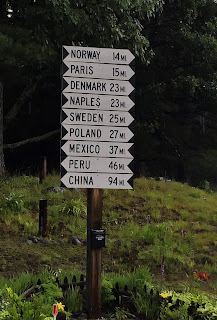 NORWAY 14 MI.
PARIS 15 MI.
DENMARK 23 MI.
NAPLES 23 MI.
SWEDEN 25 MI.
POLAND 27 MI.
MEXICO 37 MI.
PERU 46 MI.
CHINA 94 MI.